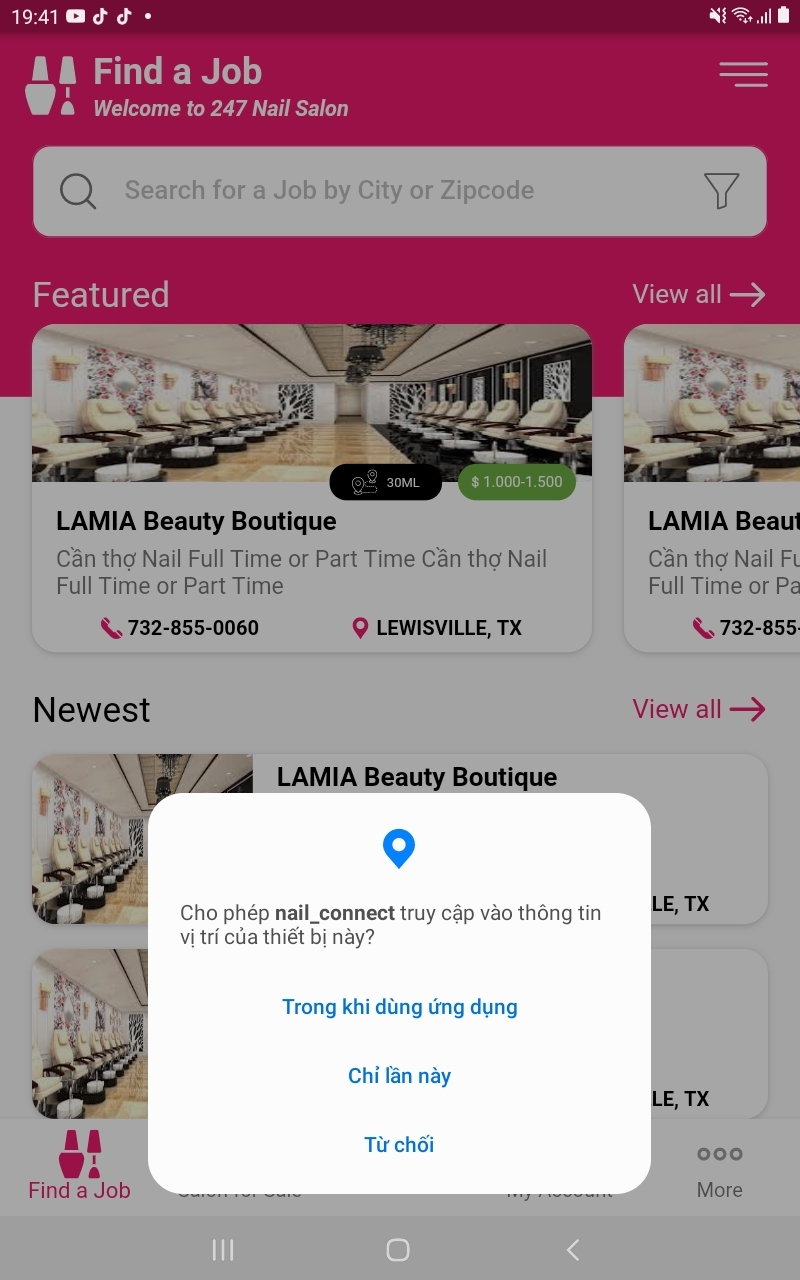 19:41
Find a Job
Welcome to 247 Nail Salon
Search for a Job by City or Zipcode
Featured
View all
30ML
$ 1.000-1.500
LAMIA Beauty Boutique
Cần thợ Nail Full Time or Part Time Cần thợ Nail
Full Time or Part Time
732-855-0060
LEWISVILLE, TX
LAMIA Beaut
Cần thợ Nail Fu
Full Time or Pa
732-855-
Newest
View all
LAMIA Beauty Boutique
LE, TX
Cho phép nail_connect truy cập vào thông tin
vị trí của thiết bị này?
Trong khi dùng ứng dụng
Chỉ lần này
Từ chối
LE, TX
Find a Job
Salon for Sale
My Account
More